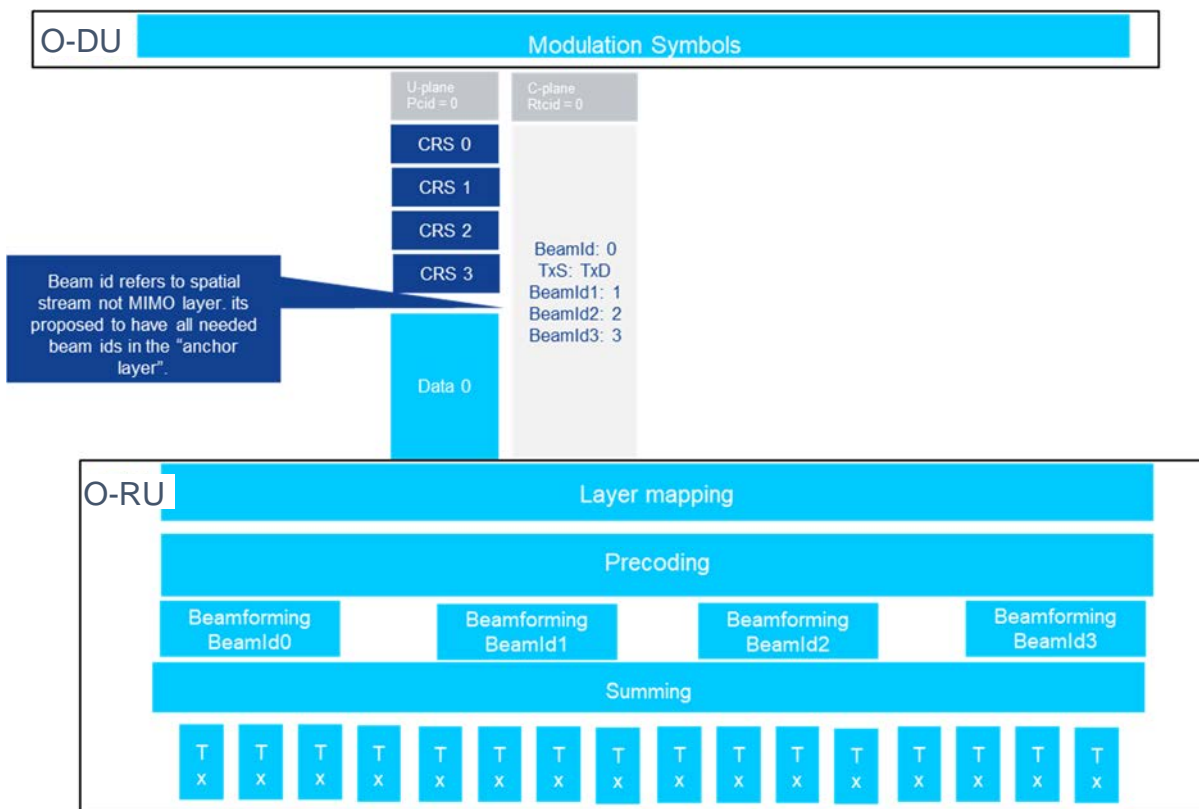 O-DU
Modulation Symbols
U-plane
Pcid = 0
C-plane
Rtcid = 0
CRS 0
CRS 1
CRS 2
CRS 3
Beam id refers to spatial
stream not MIMO layer. its
proposed to have all needed
beam ids in the “anchor
layer”.
BeamId: 0
TxS: TxD
BeamId1: 1
BeamId2: 2
BeamId3: 3
Data 0
O-RU
Layer mapping
Precoding
Beamforming
BeamId0
Beamforming
BeamId1
Beamforming
BeamId2
Beamforming
BeamId3
Summing
T T T T T T T T T T T T T T T T
x x x x x x x x x x x x x x x x